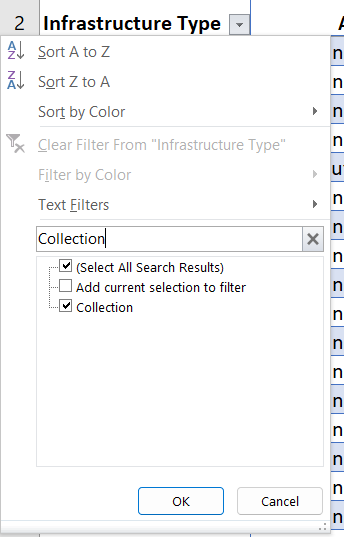 2 Infrastructure Type
Sort A to Z
Sort Z to A
Sort by Color
Clear Filter From "Infrastructure Type"
Filter by Color
Text Filters
Collection
(Select All Search Results)
Add current selection to filter
Collection
OK Cancel